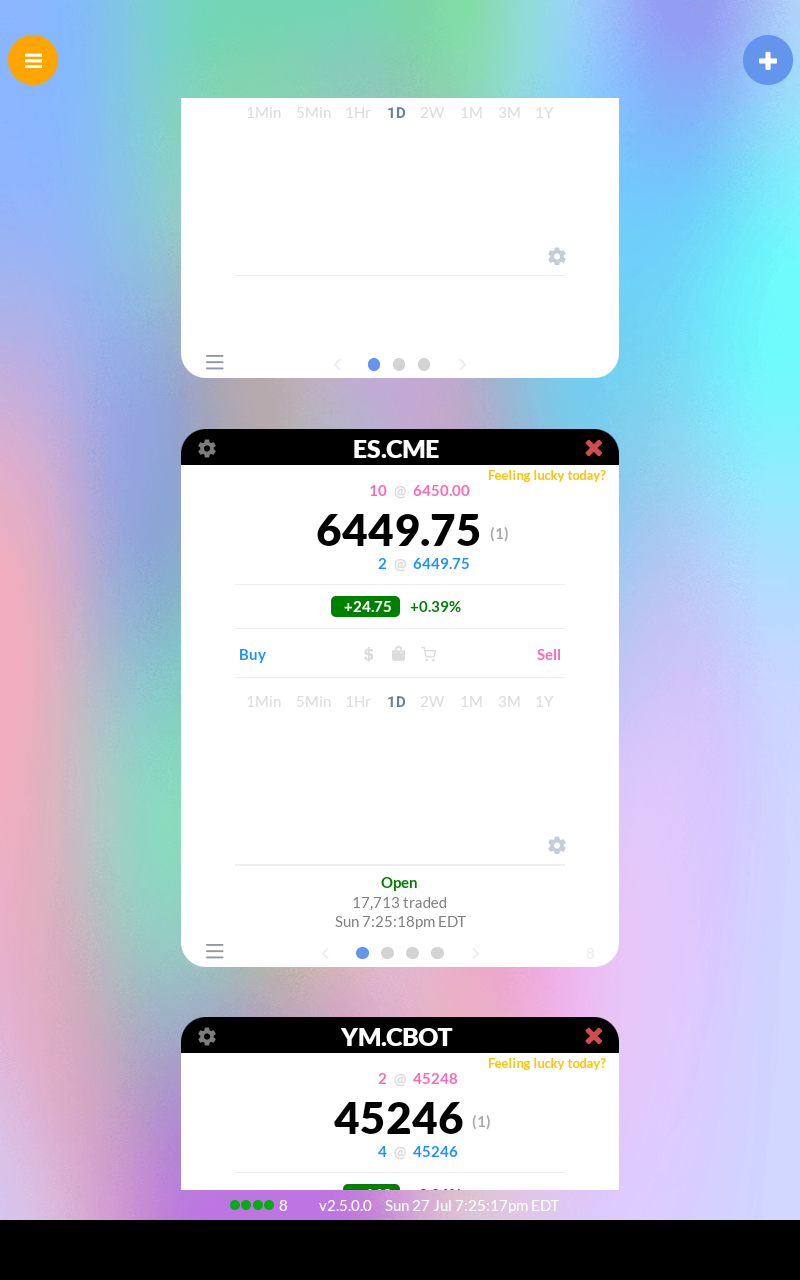 1Min 5Min 1Hr 1D 2W 1M 3M 1Y
ES.CME
Feeling lucky today?
10 @ 6450.00
6449.75 (1)
2 @ 6449.75
+24.75 +0.39%
Buy $ Sell
1Min 5Min 1Hr 1D 2W 1M 3M 1Y
Open
17,713 traded
Sun 7:25:18pm EDT
8
YM.CBOT
Feeling lucky today?
2 @ 45248
45246 (1)
4 @ 45246
8 v2.5.0.0 Sun 27 Jul 7:25:17pm EDT